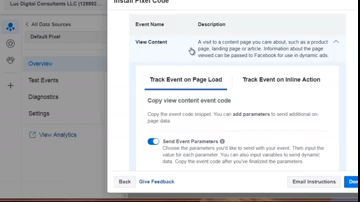 Install Pixel Code
Luo Digital Consultants LLC
All Data Sources
Default Pixel
Overview
Test Events
Diagnostics
Settings
View Analytics
Event Name
Description
View Content
A visit to a content page you care about, such as a product
page, landing page or article. Information about the page
viewed can be passed to Facebook for use in dynamic ads.
Track Event on Page Load
Track Event on Inline Action
Copy view content event code
Copy the event code snippet. You can add parameters to send additional on-
page data.
Send Event Parameters
Choose the parameters you'd like to send with your event. Then input the
value for each parameter. You can also input variables to send dynamic
data. Copy the event code after you've finalized the parameters.
Back
Give Feedback
Email Instructions